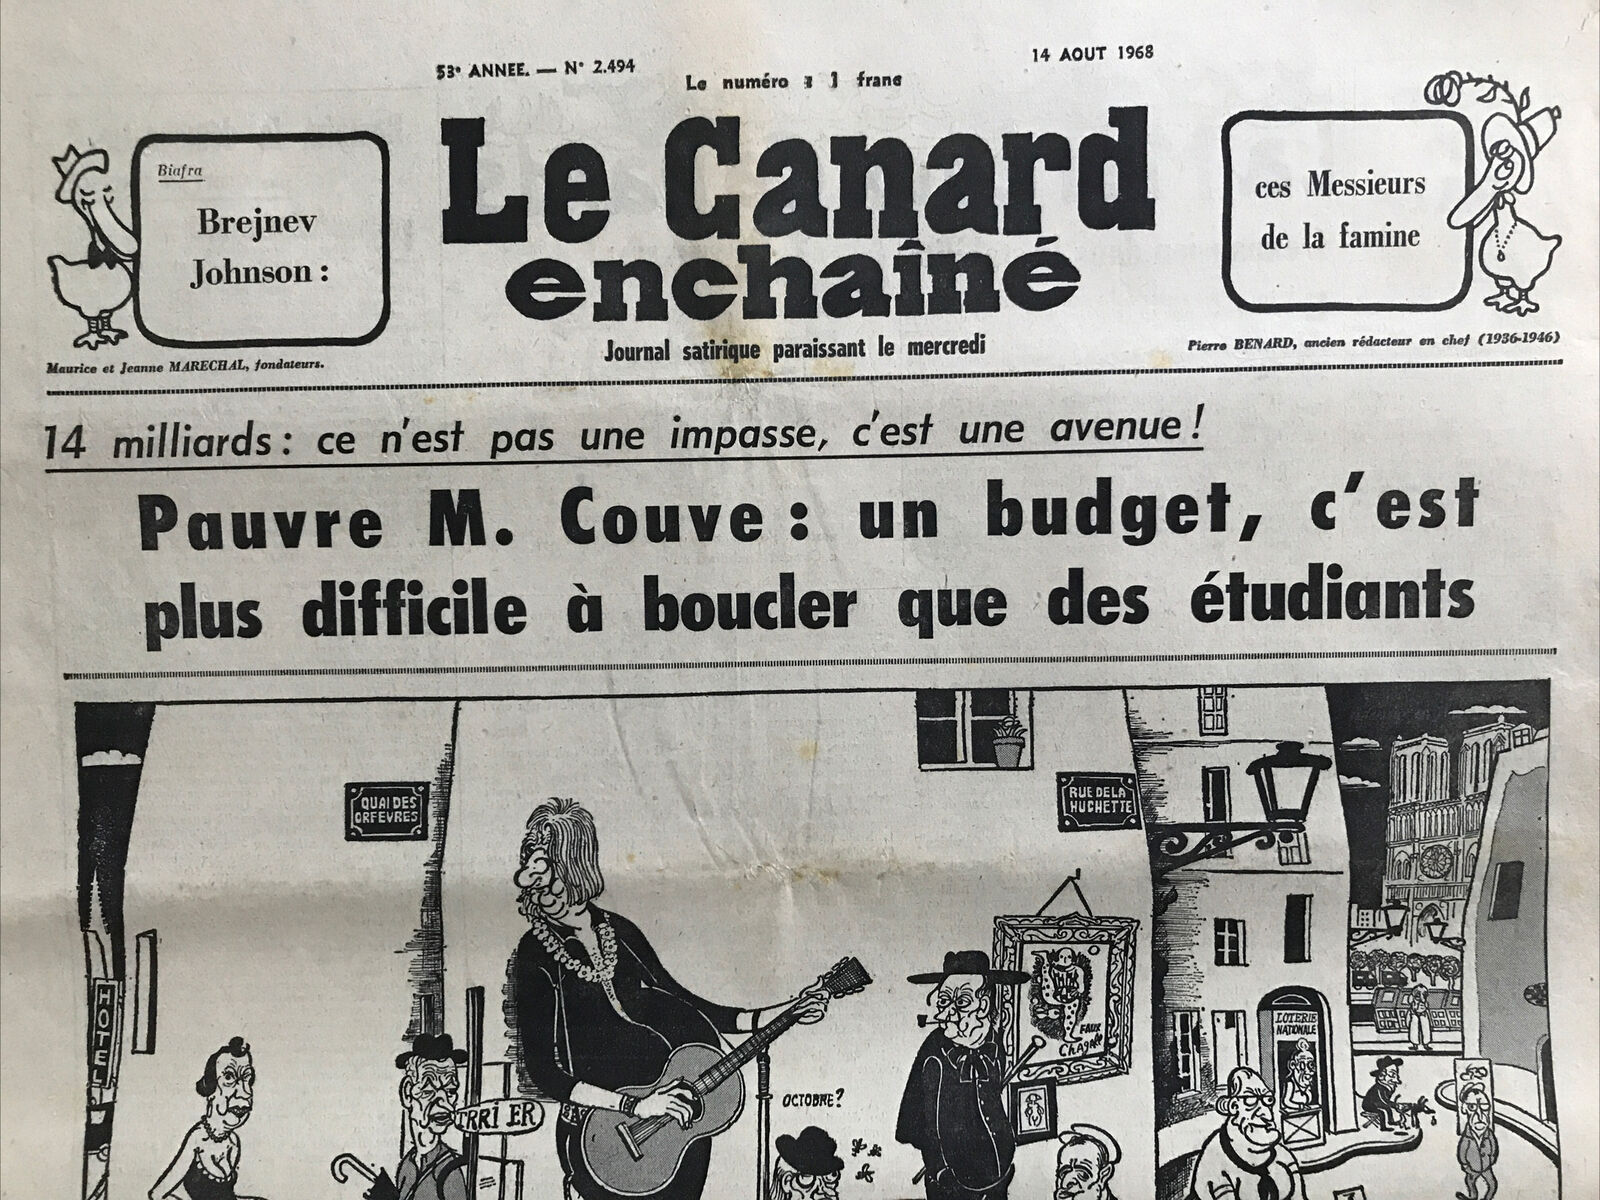 53e ANNEE. — N° 2.494
Le numéro : 1 franc
14 AOUT 1968
Biafra
Brejnev
Johnson :
Le Canard
enchaîné
ces Messieurs
de la famine
Journal satirique paraissant le mercredi
Maurice et Jeanne MARECHAL, fondateurs.
Pierre BENARD, ancien rédacteur en chef (1936-1946)
14 milliards : ce n'est pas une impasse, c'est une avenue !
Pauvre M. Couve : un budget, c'est
plus difficile à boucler que des étudiants
QUAI DES
ORFEVRES
RUE DE LA
HUCHETTE
HOTEL
FAUX
Chagall
LOTERIE
NATIONALE
OCTOBRE ?